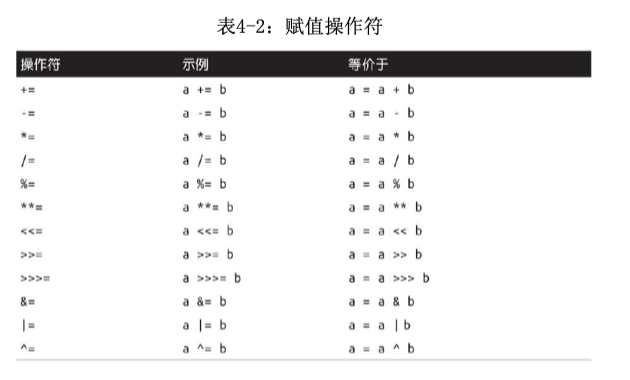 表4-2：赋值操作符
操作符 示例 等价于
+= a += b a = a + b
-= a -= b a = a - b
*= a *= b a = a * b
/= a /= b a = a / b
%= a %= b a = a % b
**= a **= b a = a ** b
<<= a <<= b a = a << b
>>= a >>= b a = a >> b
>>>= a >>>= b a = a >>> b
&= a &= b a = a & b
|= a |= b a = a | b
^= a ^= b a = a ^ b